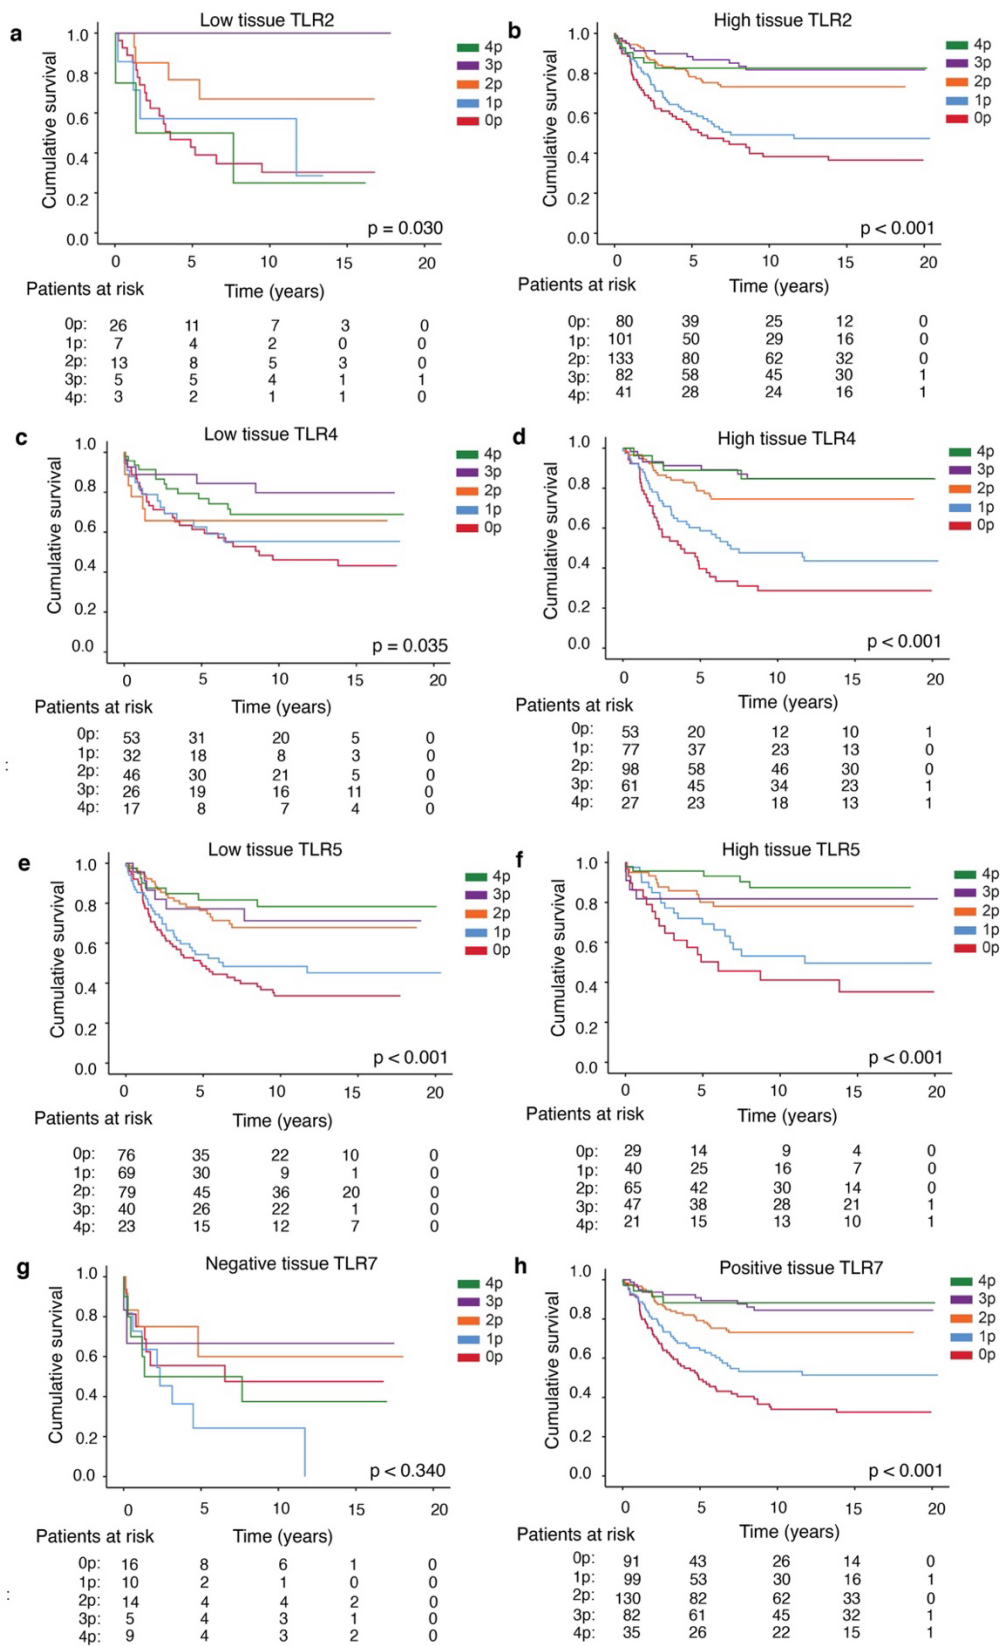 a
Low tissue TLR2
Cumulative survival
1.0
0.8
0.6
0.4
0.2
0.0
4p
3p
2p
1p
0p
p = 0.030
0 5 10 15 20
Patients at risk Time (years)
0p: 26 11 7 3 0
1p: 7 4 2 0 0
2p: 13 8 5 3 0
3p: 5 5 4 1 1
4p: 3 2 1 1 0
b
High tissue TLR2
Cumulative survival
1.0
0.8
0.6
0.4
0.2
0.0
4p
3p
2p
1p
0p
p < 0.001
0 5 10 15 20
Patients at risk Time (years)
0p: 80 39 25 12 0
1p: 101 50 29 16 0
2p: 133 80 62 32 0
3p: 82 58 45 30 1
4p: 41 28 24 16 1
c
Low tissue TLR4
Cumulative survival
1.0
0.8
0.6
0.4
0.2
0.0
4p
3p
2p
1p
0p
p = 0.035
0 5 10 15 20
Patients at risk Time (years)
0p: 53 31 20 5 0
1p: 32 18 8 3 0
2p: 46 30 21 5 0
3p: 26 19 16 11 0
4p: 17 8 7 4 0
:
d
High tissue TLR4
Cumulative survival
1.0
0.8
0.6
0.4
0.2
0.0
4p
3p
2p
1p
0p
p < 0.001
0 5 10 15 20
Patients at risk Time (years)
0p: 53 20 12 10 1
1p: 77 37 23 13 0
2p: 98 58 46 30 0
3p: 61 45 34 23 1
4p: 27 23 18 13 1
e
Low tissue TLR5
Cumulative survival
1.0
0.8
0.6
0.4
0.2
0.0
4p
3p
2p
1p
0p
p < 0.001
0 5 10 15 20
Patients at risk Time (years)
0p: 76 35 22 10 0
1p: 69 30 9 1 0
2p: 79 45 36 20 0
3p: 40 26 22 1 0
4p: 23 15 12 7 0
f
High tissue TLR5
Cumulative survival
1.0
0.8
0.6
0.4
0.2
0.0
4p
3p
2p
1p
0p
p < 0.001
0 5 10 15 20
Patients at risk Time (years)
0p: 29 14 9 4 0
1p: 40 25 16 7 0
2p: 65 42 30 14 0
3p: 47 38 28 21 1
4p: 21 15 13 10 1
g
Negative tissue TLR7
Cumulative survival
1.0
0.8
0.6
0.4
0.2
0.0
4p
3p
2p
1p
0p
p < 0.340
0 5 10 15 20
Patients at risk Time (years)
0p: 16 8 6 1 0
1p: 10 2 1 0 0
2p: 14 4 4 2 0
3p: 5 4 3 1 0
4p: 9 4 3 2 0
:
h
Positive tissue TLR7
Cumulative survival
1.0
0.8
0.6
0.4
0.2
0.0
4p
3p
2p
1p
0p
p < 0.001
0 5 10 15 20
Patients at risk Time (years)
0p: 91 43 26 14 0
1p: 99 53 30 16 1
2p: 130 82 62 33 0
3p: 82 61 45 32 1
4p: 35 26 22 15 1